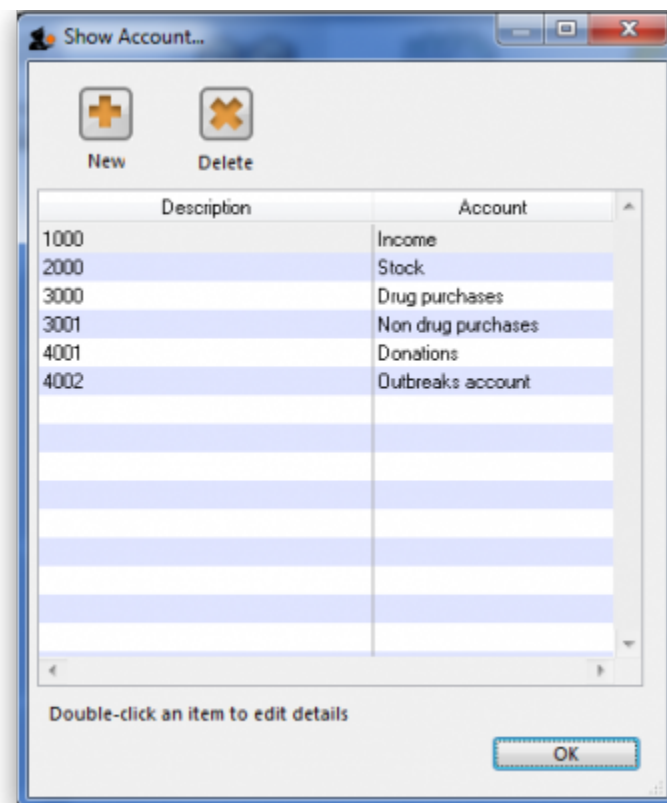 Show Account...
New Delete
Description Account
1000 Income
2000 Stock
3000 Drug purchases
3001 Non drug purchases
4001 Donations
4002 Outbreaks account
Double-click an item to edit details
OK